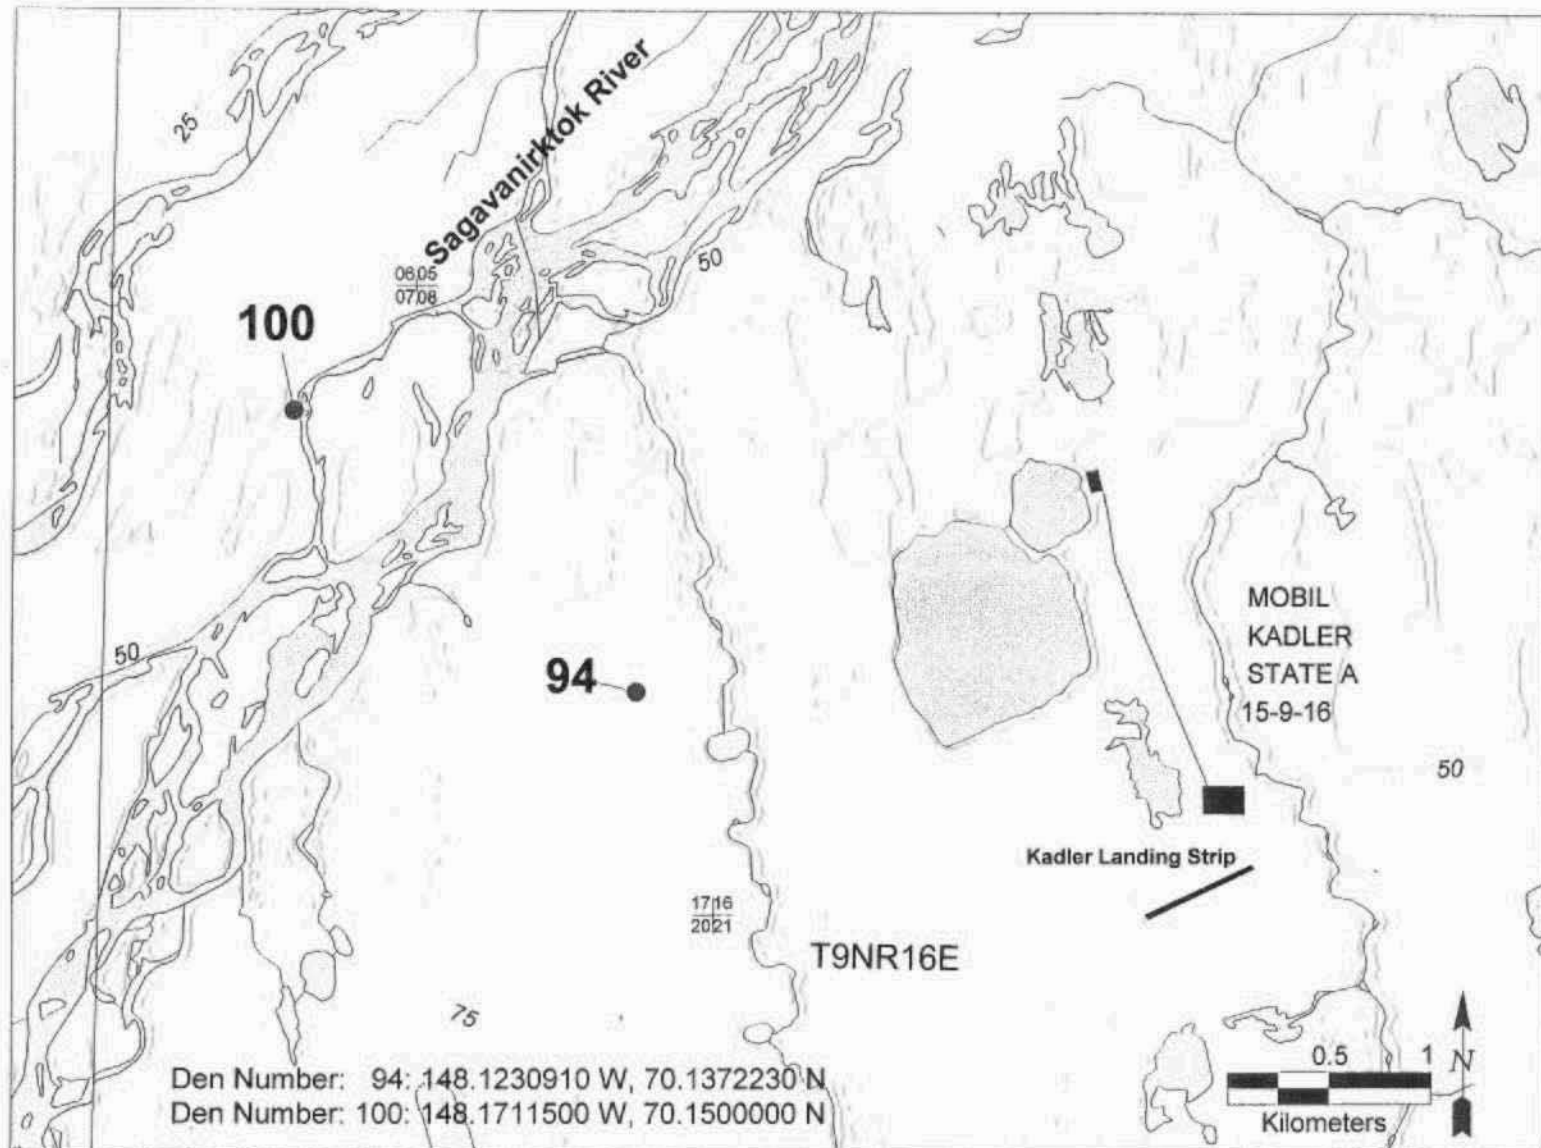 25
Sagavanirktok River
06 05
07 08
50
100
50
94
MOBIL
KADLER
STATE A
15-9-16
50
Kadler Landing Strip
17 16
20 21
T9NR16E
75
0.5 1
N
Kilometers
Den Number: 94: 148.1230910 W, 70.1372230 N
Den Number: 100: 148.1711500 W, 70.1500000 N